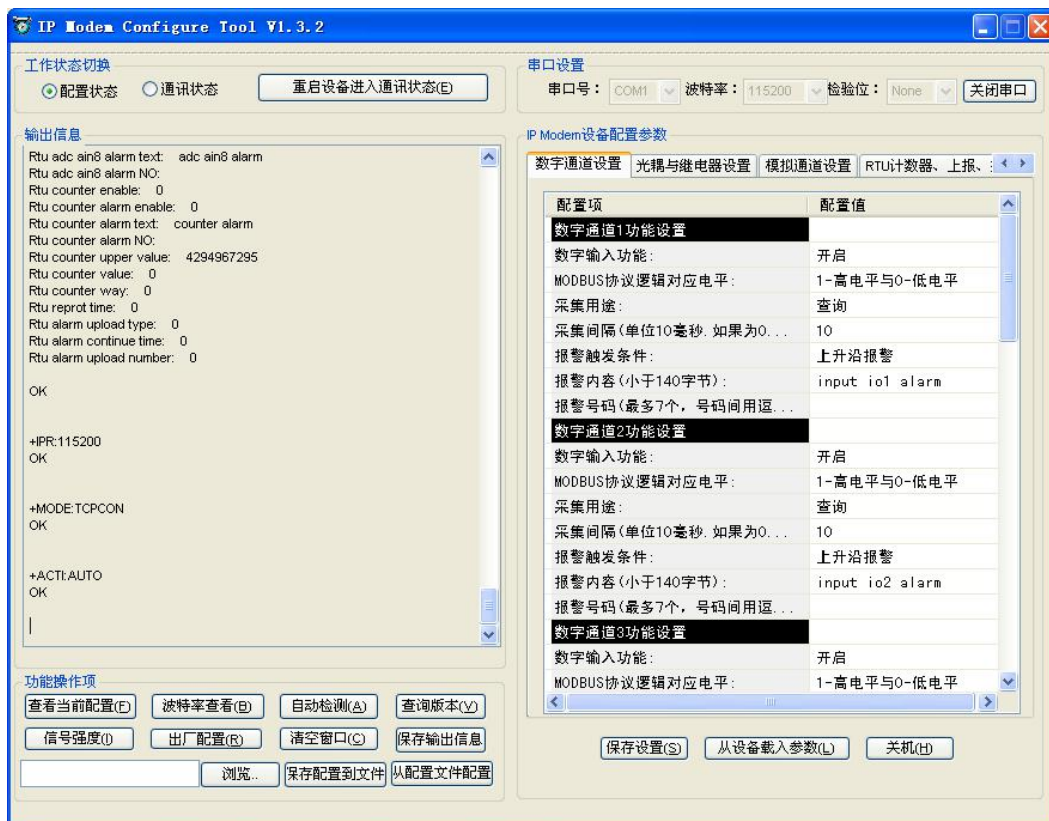 IP Modem Configure Tool V1.3.2
工作状态切换
配置状态 通讯状态 重启设备进入通讯状态(E)
串口设置
串口号： COM1 波特率： 115200 检验位： None 关闭串口
输出信息
Rtu adc ain8 alarm text: adc ain8 alarm
Rtu adc ain8 alarm NO:
Rtu counter enable: 0
Rtu counter alarm enable: 0
Rtu counter alarm text: counter alarm
Rtu counter alarm NO:
Rtu counter upper value: 4294967295
Rtu counter value: 0
Rtu counter way: 0
Rtu reprot time: 0
Rtu alarm upload type: 0
Rtu alarm continue time: 0
Rtu alarm upload number: 0
OK
+IPR:115200
OK
+MODE:TCPCON
OK
+ACTI:AUTO
OK
IP Modem设备配置参数
数字通道设置 光耦与继电器设置 模拟通道设置 RTU计数器、上报、
配置项 配置值
数字通道1功能设置
数字输入功能: 开启
MODBUS协议逻辑对应电平: 1-高电平与0-低电平
采集用途: 查询
采集间隔(单位10毫秒.如果为0... 10
报警触发条件: 上升沿报警
报警内容(小于140字节): input io1 alarm
报警号码(最多7个，号码间用逗...
数字通道2功能设置
数字输入功能: 开启
MODBUS协议逻辑对应电平: 1-高电平与0-低电平
采集用途: 查询
采集间隔(单位10毫秒.如果为0... 10
报警触发条件: 上升沿报警
报警内容(小于140字节): input io2 alarm
报警号码(最多7个，号码间用逗...
数字通道3功能设置
数字输入功能: 开启
MODBUS协议逻辑对应电平: 1-高电平与0-低电平
功能操作项
查看当前配置(F) 波特率查看(B) 自动检测(A) 查询版本(V)
信号强度(I) 出厂配置(R) 清空窗口(C) 保存输出信息
浏览.. 保存配置到文件 从配置文件配置
保存设置(S) 从设备载入参数(L) 关机(H)